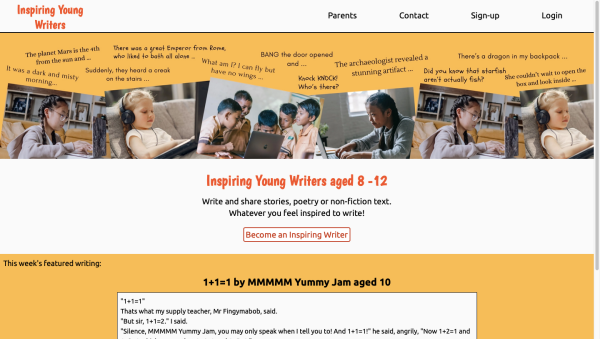 Inspiring Young
Writers
Parents
Contact
Sign-up
Login
The planet Mars is the 4th
from the sun and ...
There was a great Emperor from Rome,
who liked to bath all alone ...
BANG the door opened
and ...
The archaeologist revealed a
stunning artifact ...
There's a dragon in my backpack ...
It was a dark and misty
morning...
Suddenly, they heard a creak
on the stairs ...
What am I? I can fly but
have no wings ...
Knock KNOCK!
Who's there?
Did you know that starfish
aren't actually fish?
She couldn't wait to open the
box and look inside ...
Inspiring Young Writers aged 8 -12
Write and share stories, poetry or non-fiction text.
Whatever you feel inspired to write!
Become an Inspiring Writer
This week's featured writing:
1+1=1 by MMMMM Yummy Jam aged 10
"1+1=1"
Thats what my supply teacher, Mr Fingymabob, said.
"But sir, 1+1=2." I said.
"Silence, MMMMM Yummy Jam, you may only speak when I tell you to! And 1+1=1!" he said, angrily, "Now 1+2=1 and